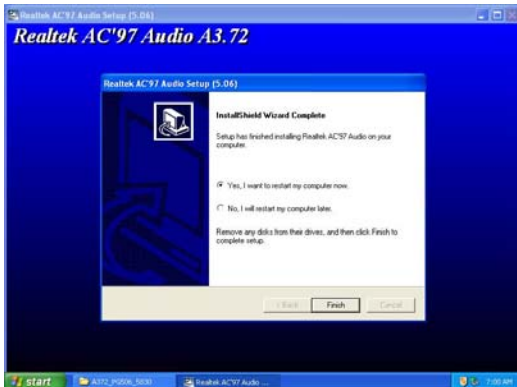 Realtek AC'97 Audio Setup (5.06)
Realtek AC'97 Audio A3.72
Realtek AC'97 Audio Setup (5.06)
InstallShield Wizard Complete
Setup has finished installing Realtek AC'97 Audio on your
computer.
Yes, I want to restart my computer now.
No, I will restart my computer later.
Remove any disks from their drives, and then click Finish to
complete setup.
< Back Finish Cancel
start Realtek AC'97 Audio ... 7:00 AM